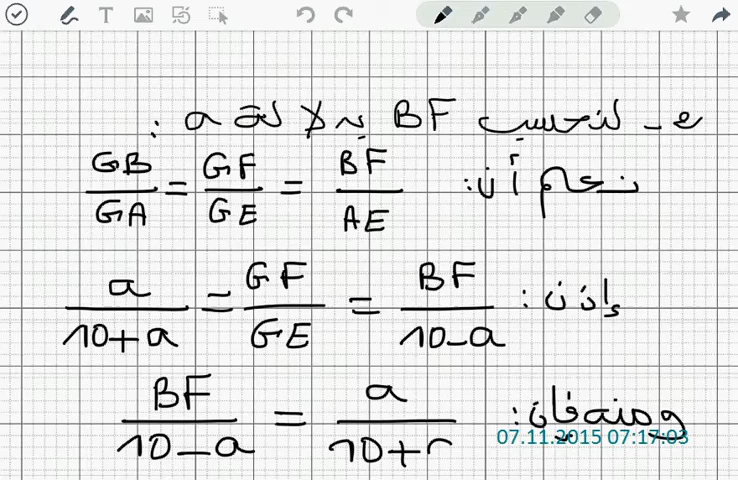 e - لنحسب BF بدلالة a :
نعلم أن: GB/GA = GF/GE = BF/AE
إذن: a/10+a = GF/GE = BF/10-a
ومنه فإن: BF/10-a = a/10+r
07.11.2015 07:17:03